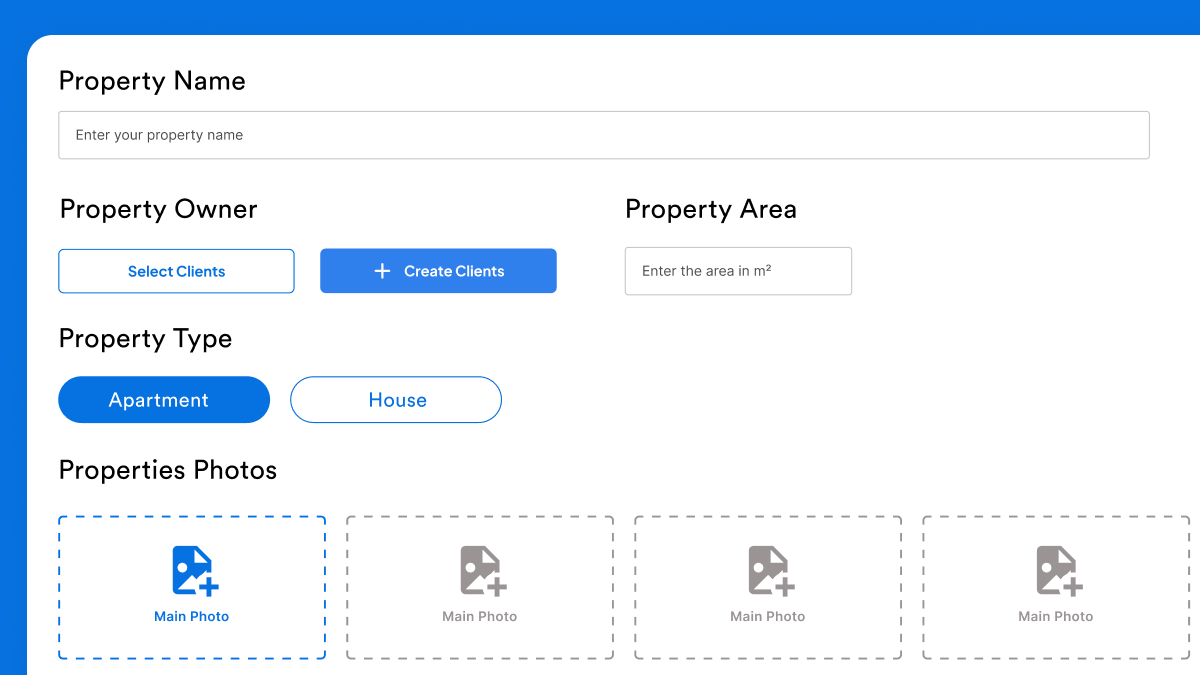 Property Name
Enter your property name
Property Owner
Property Area
Select Clients
Create Clients
Enter the area in m²
Property Type
Apartment
House
Properties Photos
Main Photo
Main Photo
Main Photo
Main Photo